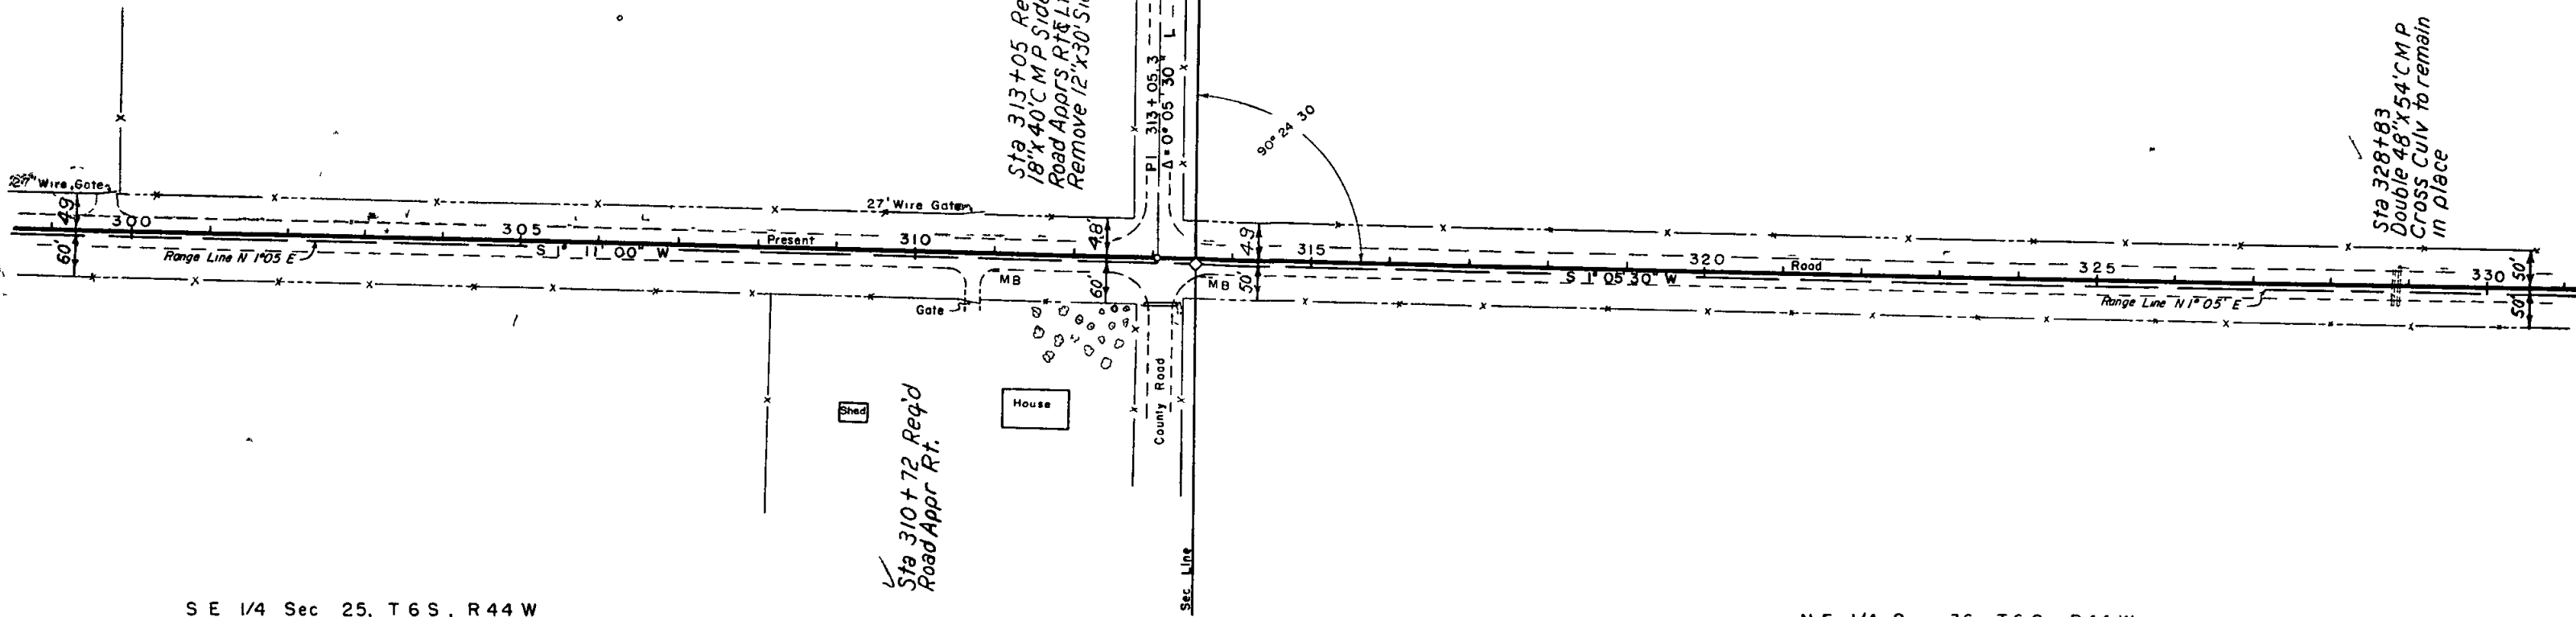 Sta 313+05 Re
18"x40' C M P Side
Road Apprs Rt& Lt
Remove 12"x30' Sid
PI 313+05.3
Δ=0° 05' 30" L
90° 24 30
Sta 328+83
Double 48"x54' C M P
Cross Culv to remain
in place
27' Wire Gate
49'
60'
300
305
310
315
320
325
330
Range Line N 1°05 E
S 1° 11' 00" W
Present
27' Wire Gate
48'
60'
49'
50'
MB
MB
Gate
Road
S 1° 05 30" W
Range Line N 1° 05' E
50'
50'
Shed
House
County Road
Sta 310+72 Req'd
Road Appr Rt.
Sec Line
S E 1/4 Sec 25, T 6 S, R 44 W
N E 1/4